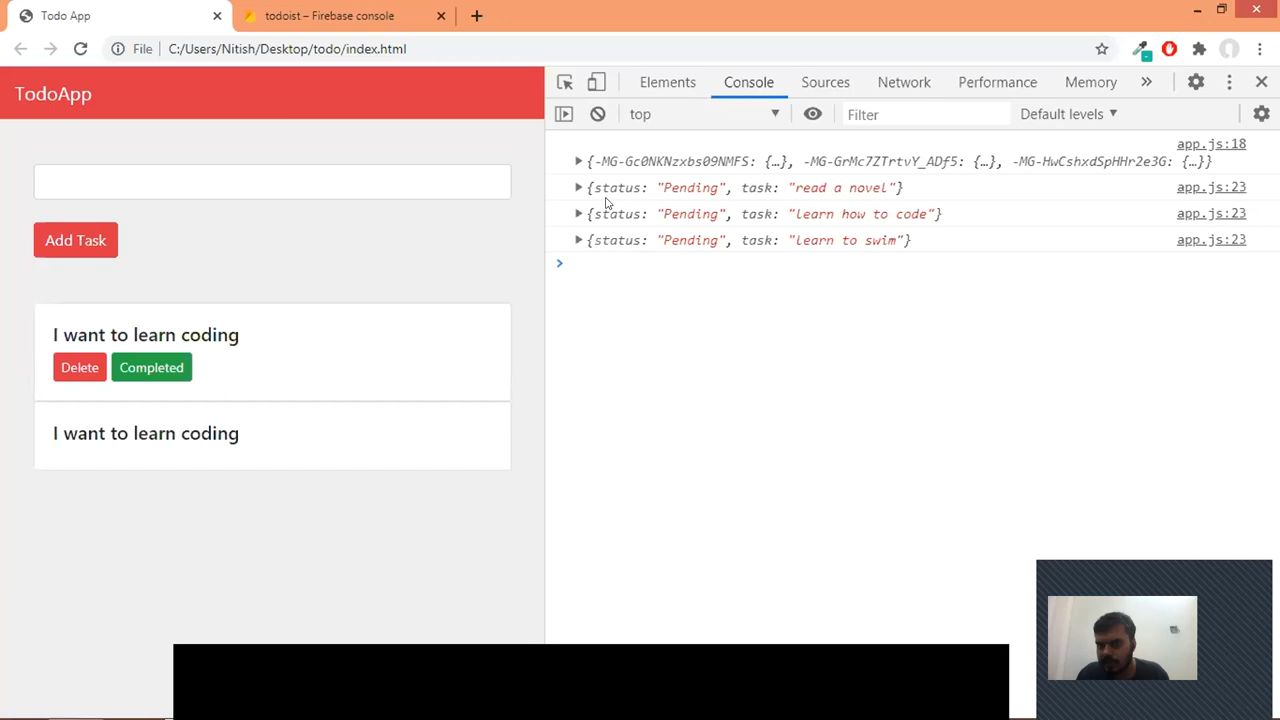 Todo App
todoist – Firebase console
File
C:/Users/Nitish/Desktop/todo/index.html
TodoApp
Add Task
I want to learn coding
Delete Completed
I want to learn coding
Elements Console Sources Network Performance Memory
top Filter Default levels
app.js:18
{-MG-Gc0NKNzxbs09NMFS: {…}, -MG-GrMc7ZTrtvY_ADf5: {…}, -MG-HwCshxdSpHHr2e3G: {…}}
{status: "Pending", task: "read a novel"} app.js:23
{status: "Pending", task: "learn how to code"} app.js:23
{status: "Pending", task: "learn to swim"} app.js:23